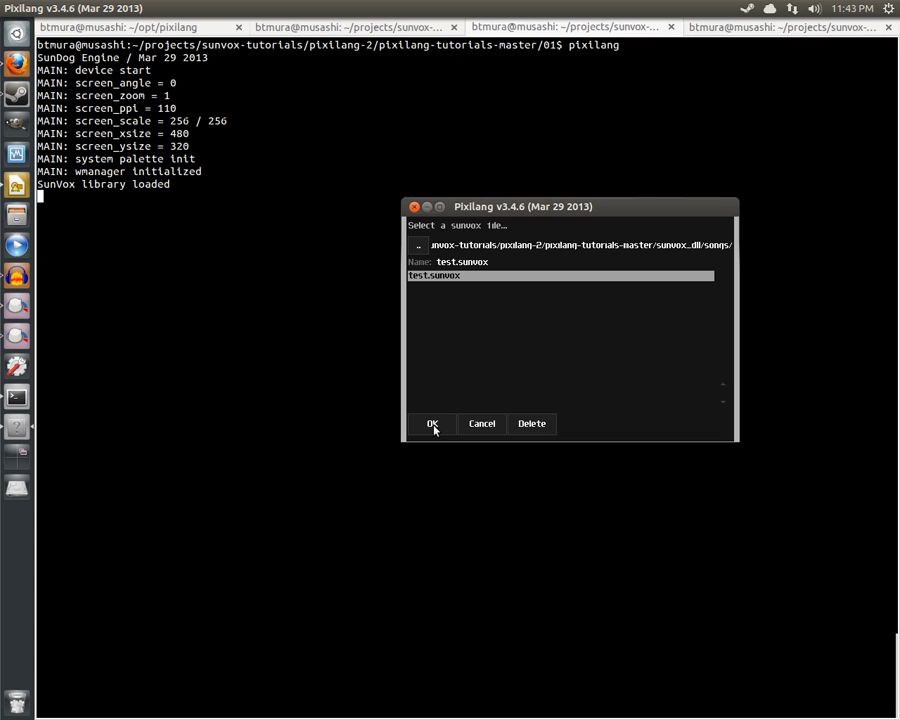 Pixilang v3.4.6 (Mar 29 2013)
11:43 PM
btmura@musashi: ~/opt/pixilang
btmura@musashi: ~/projects/sunvox-...
btmura@musashi: ~/projects/sunvox-...
btmura@musashi: ~/projects/sunvox-...
btmura@musashi:~/projects/sunvox-tutorials/pixilang-2/pixilang-tutorials-master/01$ pixilang
SunDog Engine / Mar 29 2013
MAIN: device start
MAIN: screen_angle = 0
MAIN: screen_zoom = 1
MAIN: screen_ppi = 110
MAIN: screen_scale = 256 / 256
MAIN: screen_xsize = 480
MAIN: screen_ysize = 320
MAIN: system palette init
MAIN: wmanager initialized
SunVox library loaded
Pixilang v3.4.6 (Mar 29 2013)
Select a sunvox file...
.. unvox-tutorials/pixilang-2/pixilang-tutorials-master/sunvox_dll/songs/
Name: test.sunvox
test.sunvox
OK Cancel Delete